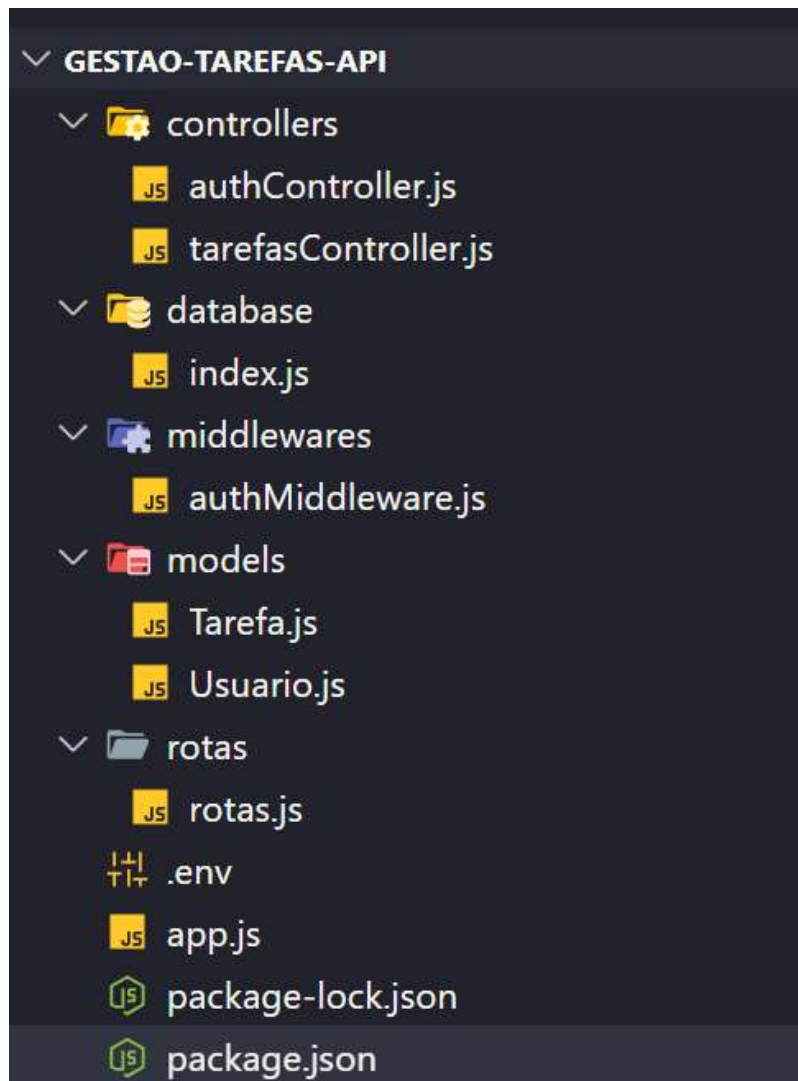 GESTAO-TAREFAS-API
controllers
JS authController.js
JS tarefasController.js
database
JS index.js
middlewares
JS authMiddleware.js
models
JS Tarefa.js
JS Usuario.js
rotas
JS rotas.js
.env
JS app.js
JS package-lock.json
JS package.json